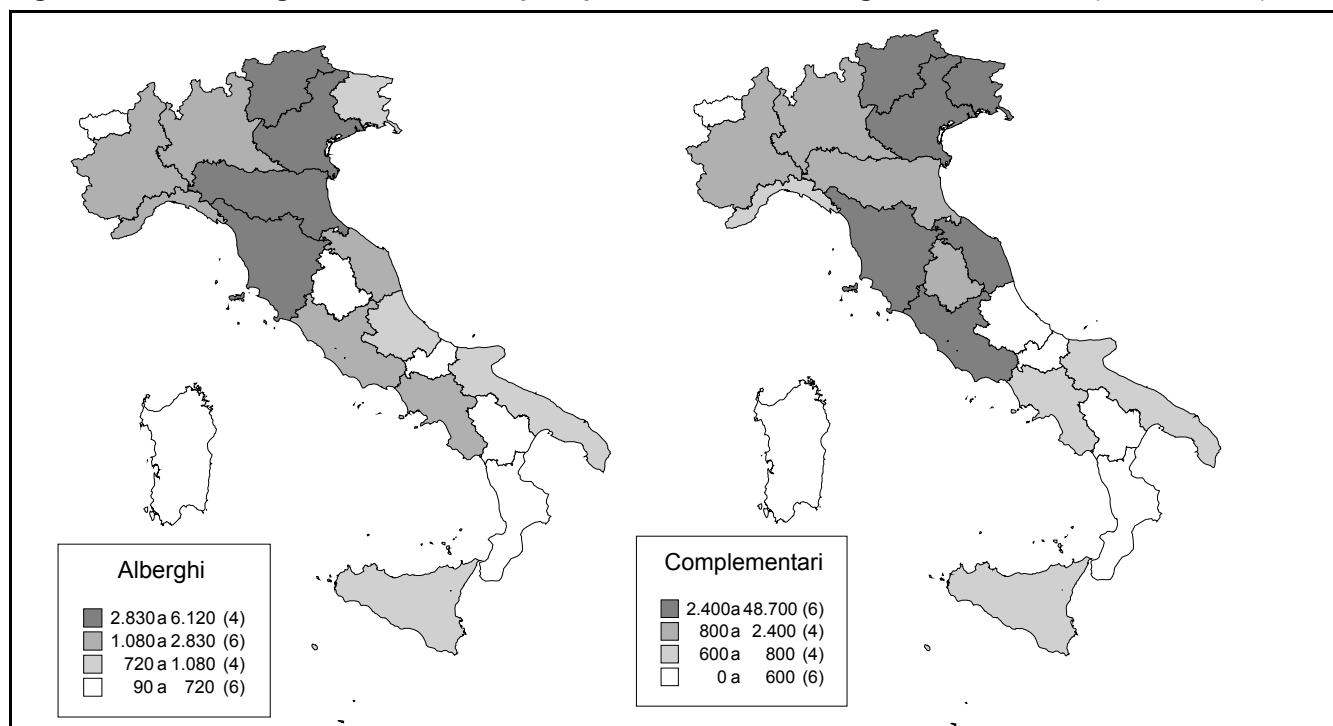 Alberghi
2.830 a 6.120 (4)
1.080 a 2.830 (6)
720 a 1.080 (4)
90 a 720 (6)
Complementari
2.400 a 48.700 (6)
800 a 2.400 (4)
600 a 800 (4)
0 a 600 (6)